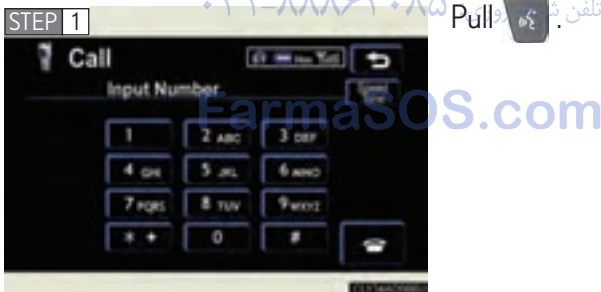 STEP 1
Pull .
Call
Input Number
1 2 ABC 3 DEF
4 GHI 5 JKL 6 MNO
7 PQRS 8 TUV 9 WXYZ
* + 0 #
FarmaSOS.com